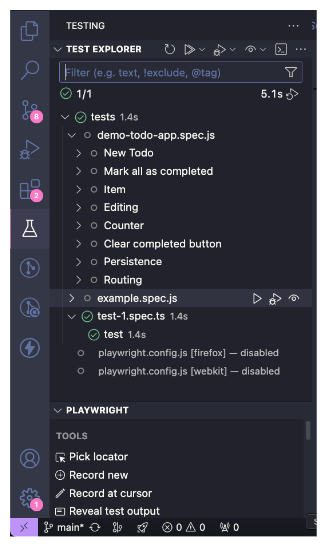 TESTING
TEST EXPLORER
Filter (e.g. text, !exclude, @tag)
1/1 5.1s
tests 1.4s
demo-todo-app.spec.js
New Todo
Mark all as completed
Item
Editing
Counter
Clear completed button
Persistence
Routing
example.spec.js
test-1.spec.ts 1.4s
test 1.4s
playwright.config.js [firefox] — disabled
playwright.config.js [webkit] — disabled
PLAYWRIGHT
TOOLS
Pick locator
Record new
Record at cursor
Reveal test output
8
2
1
main* 0 0 0